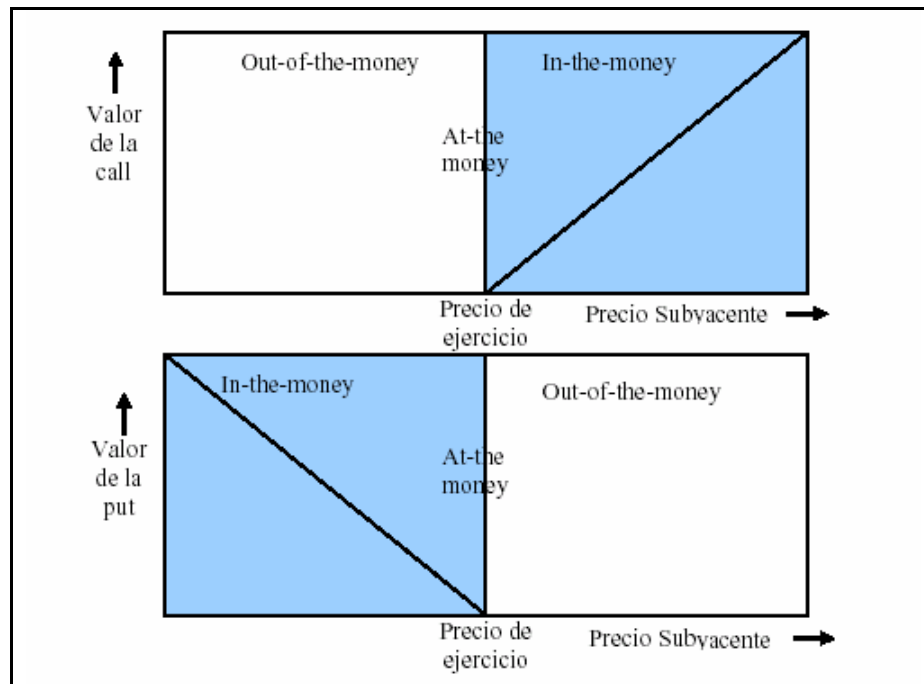 Out-of-the-money
In-the-money
Valor
de la
call
At-the
money
Precio de
ejercicio
Precio Subyacente
In-the-money
Out-of-the-money
Valor
de la
put
At-the
money
Precio de
ejercicio
Precio Subyacente